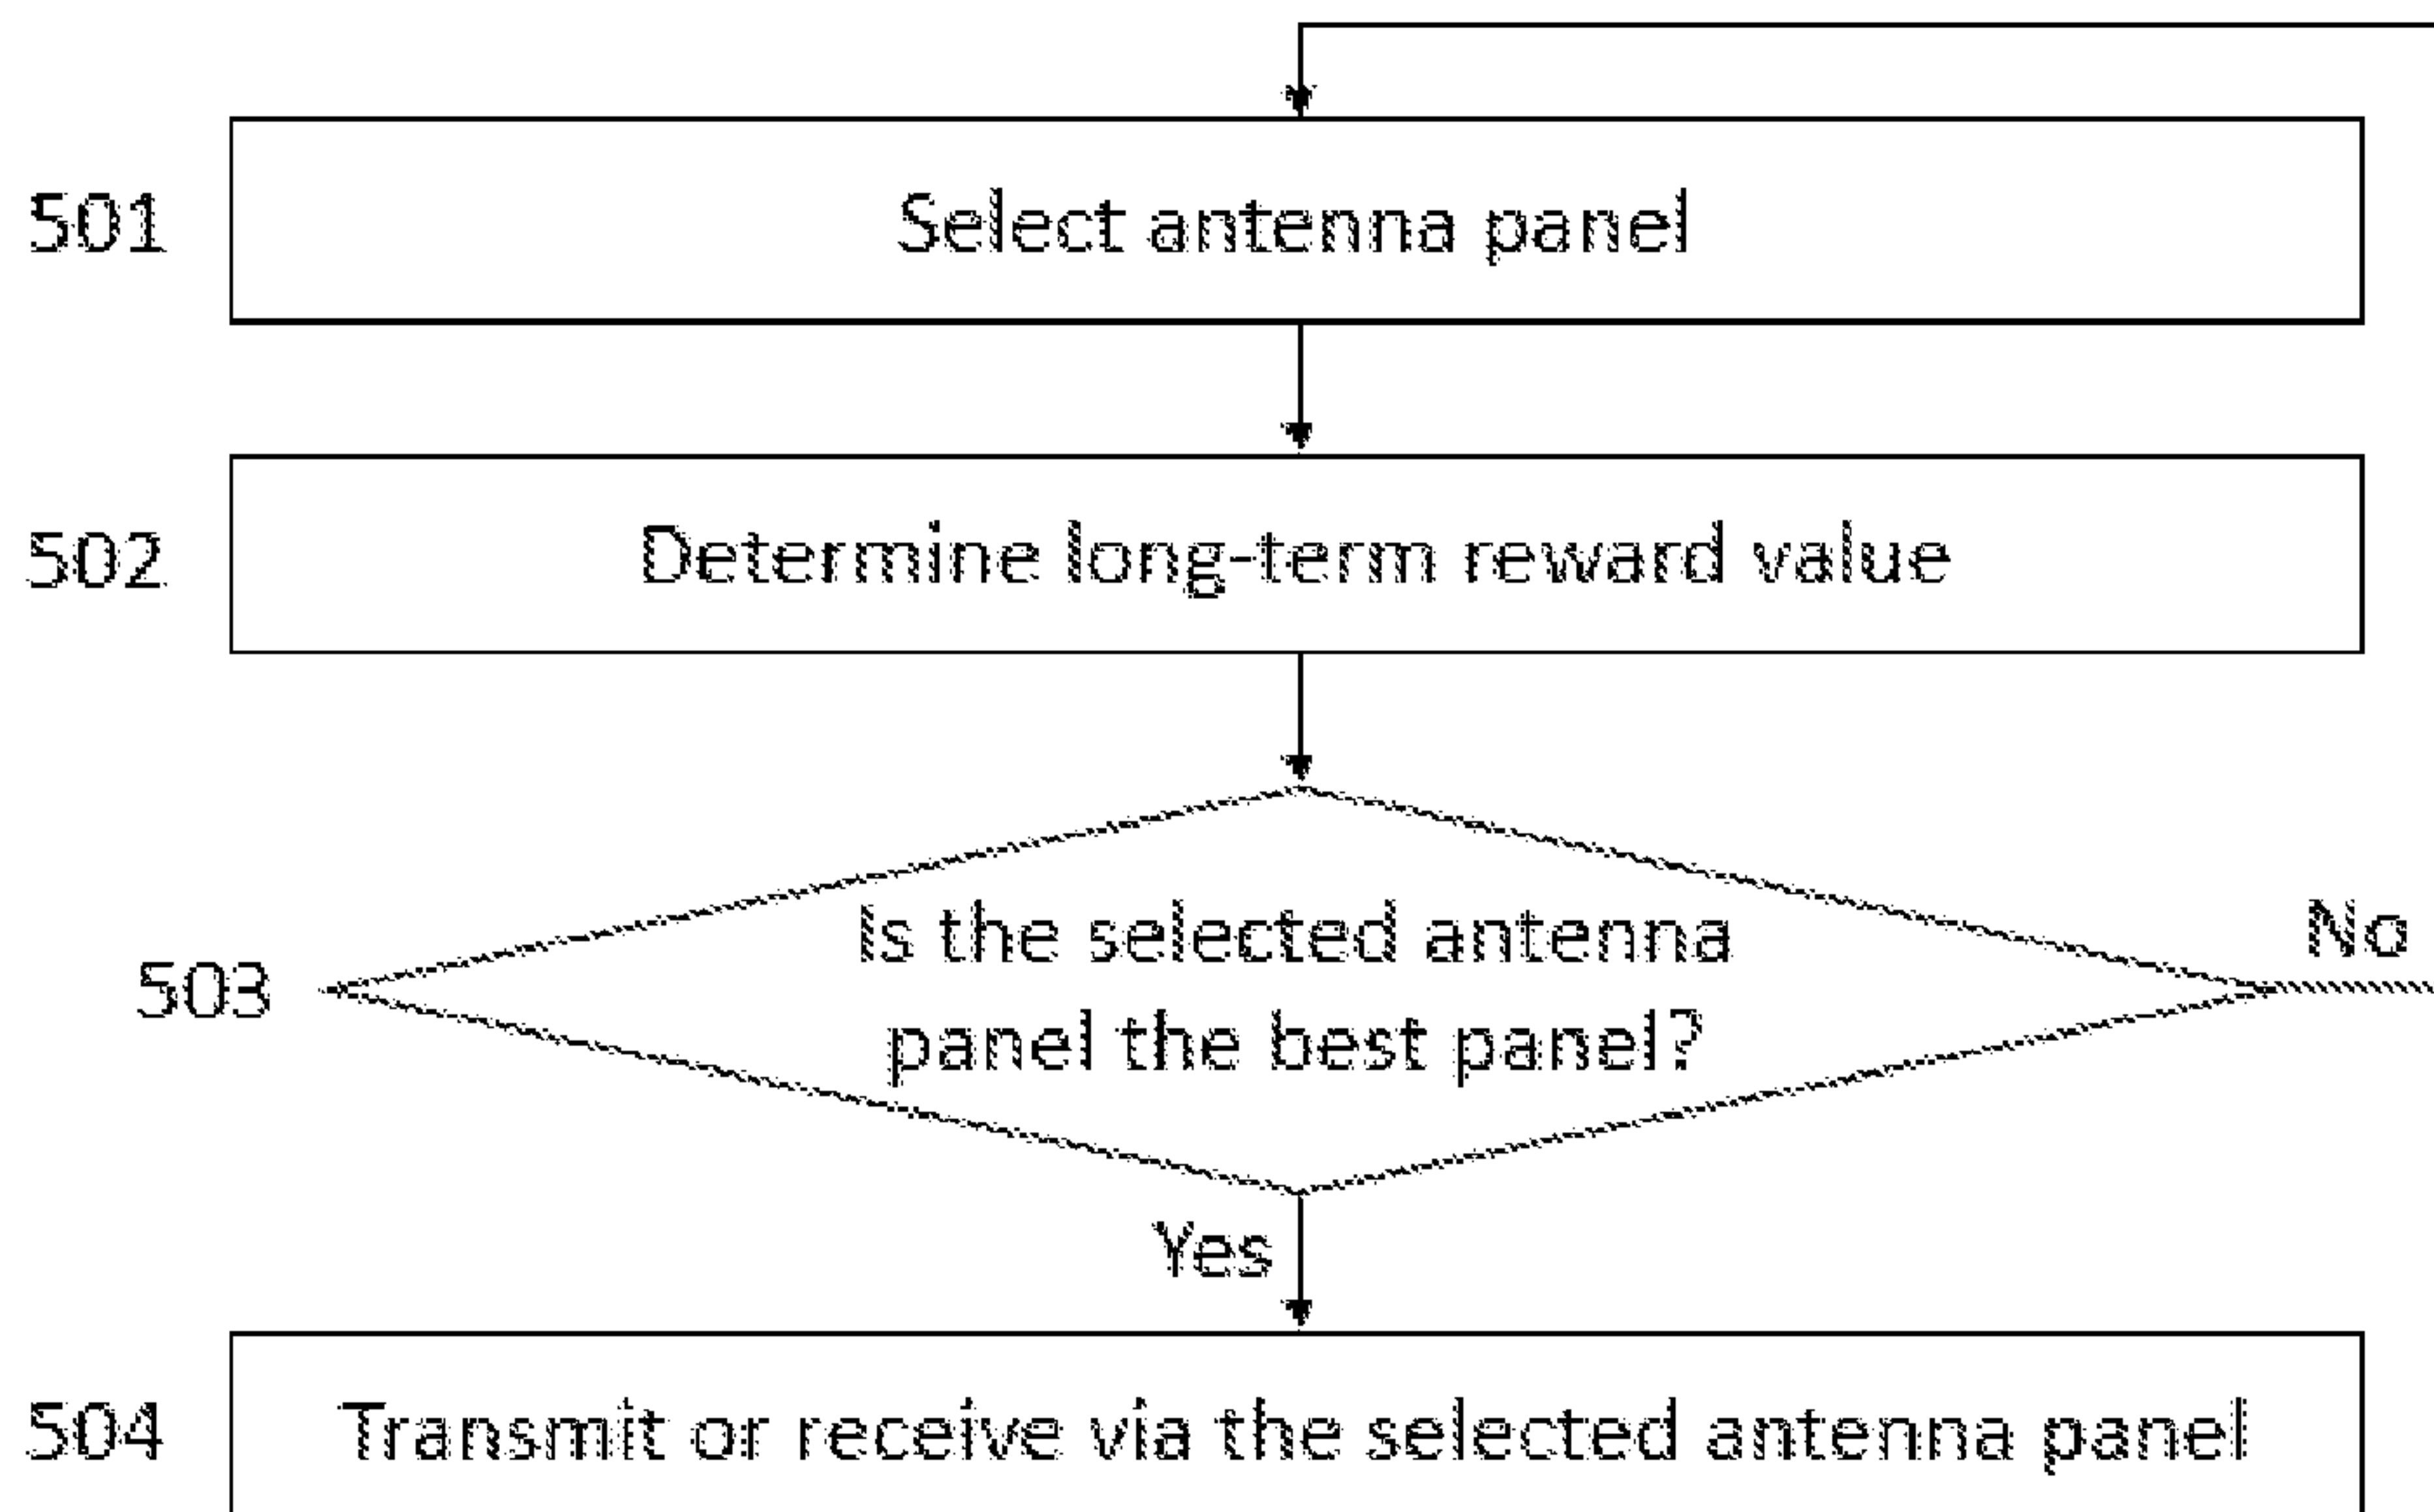 501
Select antenna panel
502
Determine long-term reward value
Is the selected antenna
No
503
panel the best panel?
Yes
504
Transmit or receive via the selected antenna panel